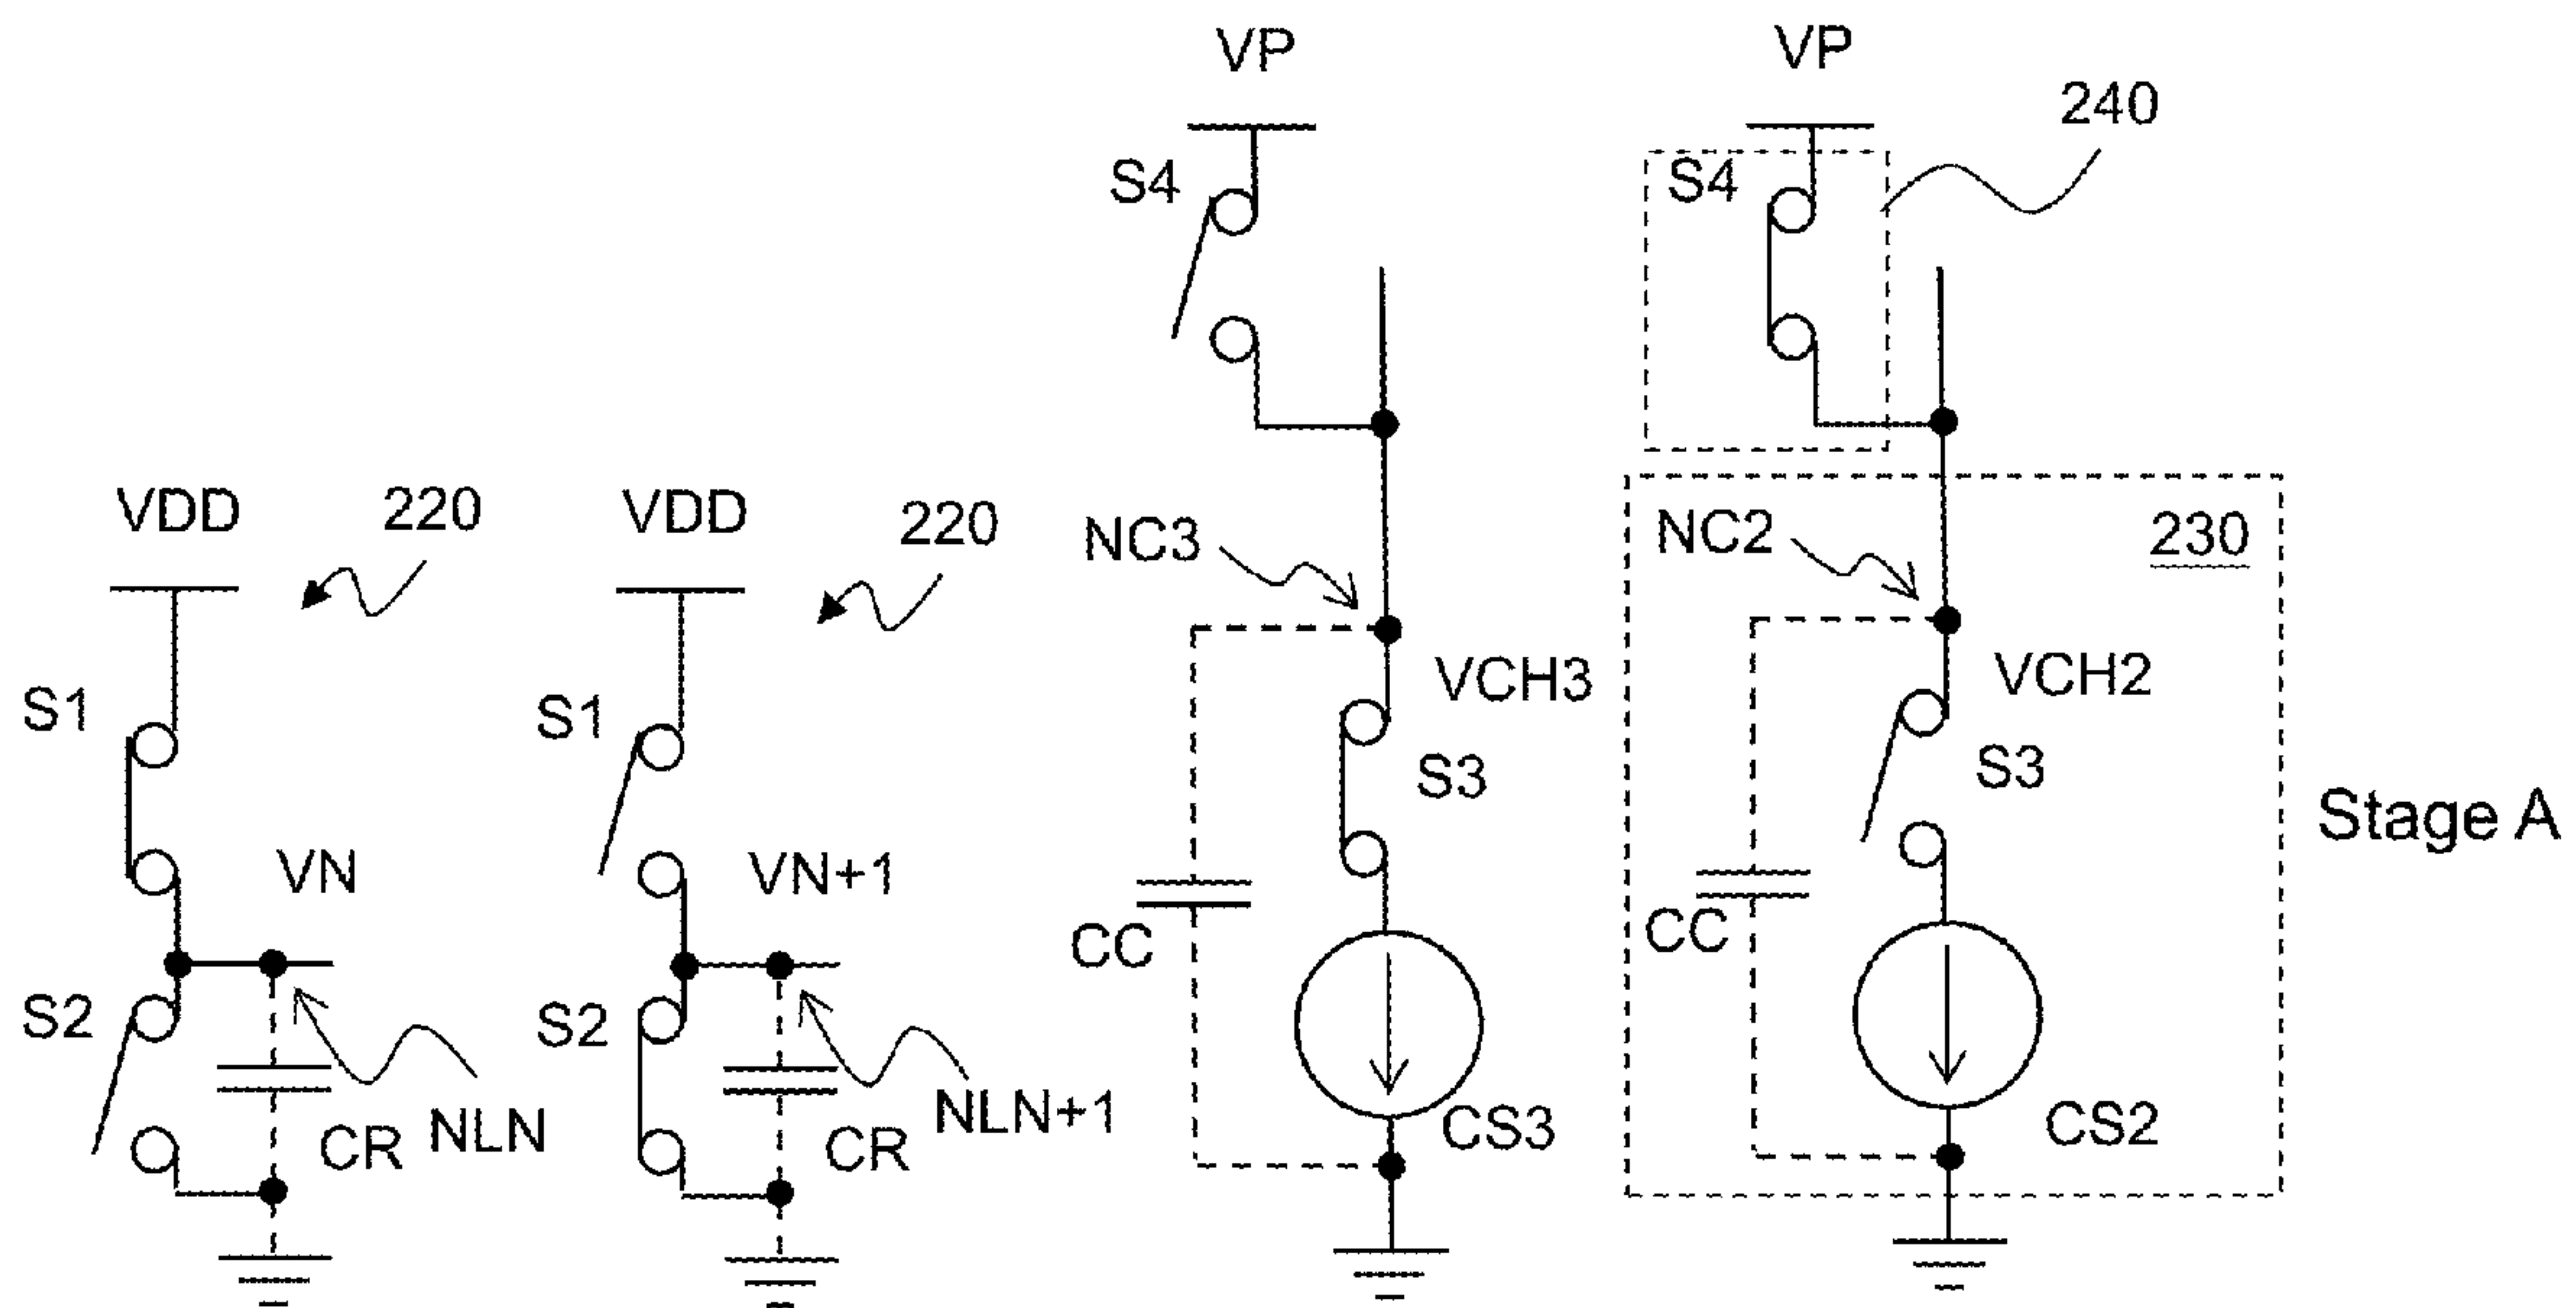 VP
VP
240
S4
S4
VDD
220
VDD
220
NC3
NC2
230
S1
S1
VCH3
VCH2
S3
S3
Stage A
VN
VN+1
CC
CC
S2
S2
CR
NLN
CR
NLN+1
CS3
CS2